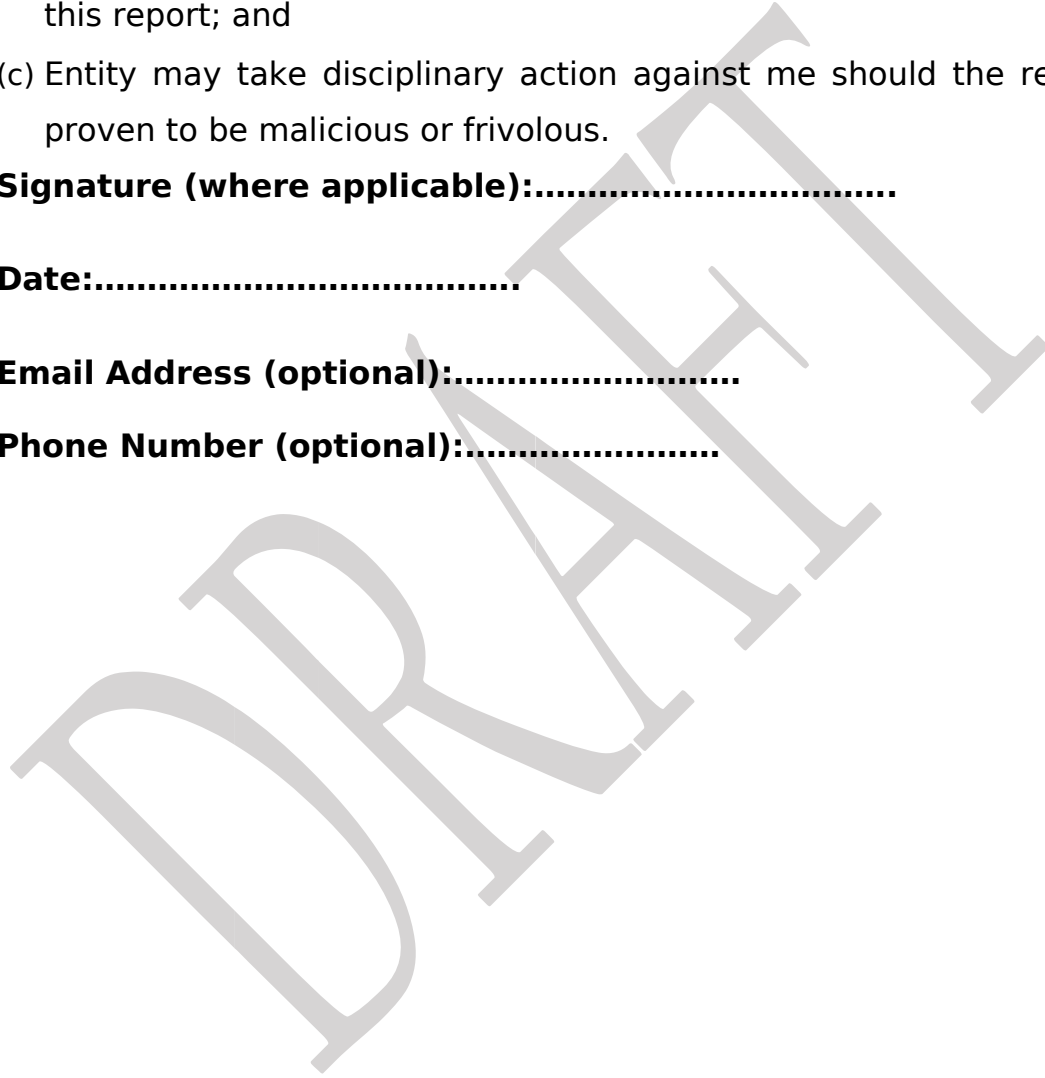 this report; and
(c) Entity may take disciplinary action against me should the re
proven to be malicious or frivolous.
Signature (where applicable):…………………………….
Date:………………………………….
Email Address (optional):………………………
Phone Number (optional):……………………
DRAFT